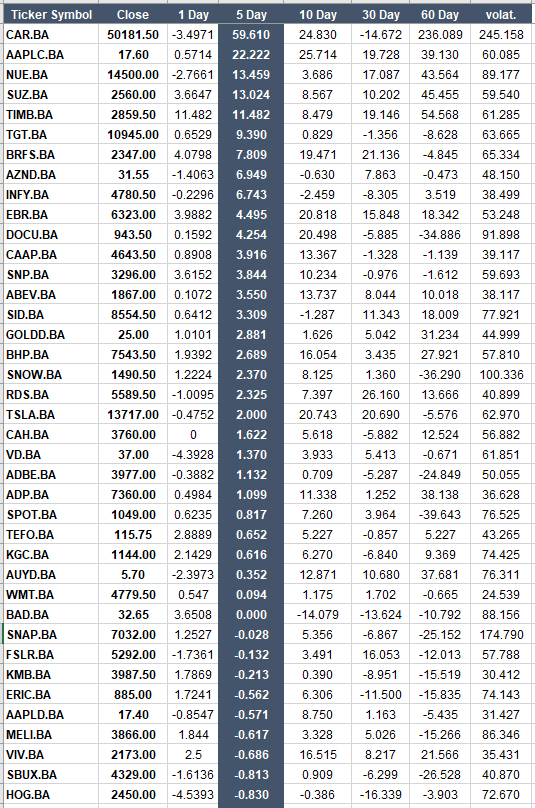 Ticker Symbol Close 1 Day 5 Day 10 Day 30 Day 60 Day volat.
CAR.BA 50181.50 -3.4971 59.610 24.830 -14.672 236.089 245.158
AAPLC.BA 17.60 0.5714 22.222 25.714 19.728 39.130 60.085
NUE.BA 14500.00 -2.7661 13.459 3.686 17.087 43.564 89.177
SUZ.BA 2560.00 3.6647 13.024 8.567 10.202 45.455 59.540
TIMB.BA 2859.50 11.482 11.482 8.479 19.146 54.568 61.285
TGT.BA 10945.00 0.6529 9.390 0.829 -1.356 -8.628 63.665
BRFS.BA 2347.00 4.0798 7.809 19.471 21.136 -4.845 65.334
AZND.BA 31.55 -1.4063 6.949 -0.630 7.863 -0.473 48.150
INFY.BA 4780.50 -0.2296 6.743 -2.459 -8.305 3.519 38.499
EBR.BA 6323.00 3.9882 4.495 20.818 15.848 18.342 53.248
DOCU.BA 943.50 0.1592 4.254 20.498 -5.885 -34.886 91.898
CAAP.BA 4643.50 0.8908 3.916 13.367 -1.328 -1.139 39.117
SNP.BA 3296.00 3.6152 3.844 10.234 -0.976 -1.612 59.693
ABEV.BA 1867.00 0.1072 3.550 13.737 8.044 10.018 38.117
SID.BA 8554.50 0.6412 3.309 -1.287 11.343 18.009 77.921
GOLDD.BA 25.00 1.0101 2.881 1.626 5.042 31.234 44.999
BHP.BA 7543.50 1.9392 2.689 16.054 3.435 27.921 57.810
SNOW.BA 1490.50 1.2224 2.370 8.125 1.360 -36.290 100.336
RDS.BA 5589.50 -1.0095 2.325 7.397 26.160 13.666 40.899
TSLA.BA 13717.00 -0.4752 2.000 20.743 20.690 -5.576 62.970
CAH.BA 3760.00 0 1.622 5.618 -5.882 12.524 56.882
VD.BA 37.00 -4.3928 1.370 3.933 5.413 -0.671 61.851
ADBE.BA 3977.00 -0.3882 1.132 0.709 -5.287 -24.849 50.055
ADP.BA 7360.00 0.4984 1.099 11.338 1.252 38.138 36.628
SPOT.BA 1049.00 0.6235 0.817 7.260 3.964 -39.643 76.525
TEFO.BA 115.75 2.8889 0.652 5.227 -0.857 5.227 43.265
KGC.BA 1144.00 2.1429 0.616 6.270 -6.840 9.369 74.425
AUYD.BA 5.70 -2.3973 0.352 12.871 10.680 37.681 76.311
WMT.BA 4779.50 0.547 0.094 1.175 1.702 -0.665 24.539
BAD.BA 32.65 3.6508 0.000 -14.079 -13.624 -10.792 88.156
SNAP.BA 7032.00 1.2527 -0.028 5.356 -6.867 -25.152 174.790
FSLR.BA 5292.00 -1.7361 -0.132 3.491 16.053 -12.013 57.788
KMB.BA 3987.50 1.7869 -0.213 0.390 -8.951 -15.519 30.412
ERIC.BA 885.00 1.7241 -0.562 6.306 -11.500 -15.835 74.143
AAPLD.BA 17.40 -0.8547 -0.571 8.750 1.163 -5.435 31.427
MELI.BA 3866.00 1.844 -0.617 3.328 5.026 -15.266 86.346
VIV.BA 2173.00 2.5 -0.686 16.515 8.217 21.566 35.431
SBUX.BA 4329.00 -1.6136 -0.813 0.909 -6.299 -26.528 40.870
HOG.BA 2450.00 -4.5393 -0.830 -0.386 -16.339 -3.903 72.670